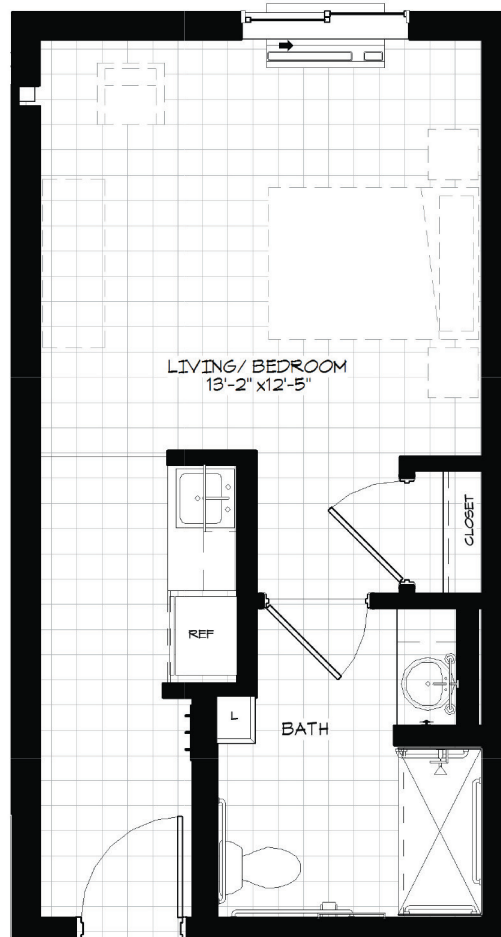 LIVING/ BEDROOM
13'-2" x12'-5"
CLOSET
REF
L
BATH